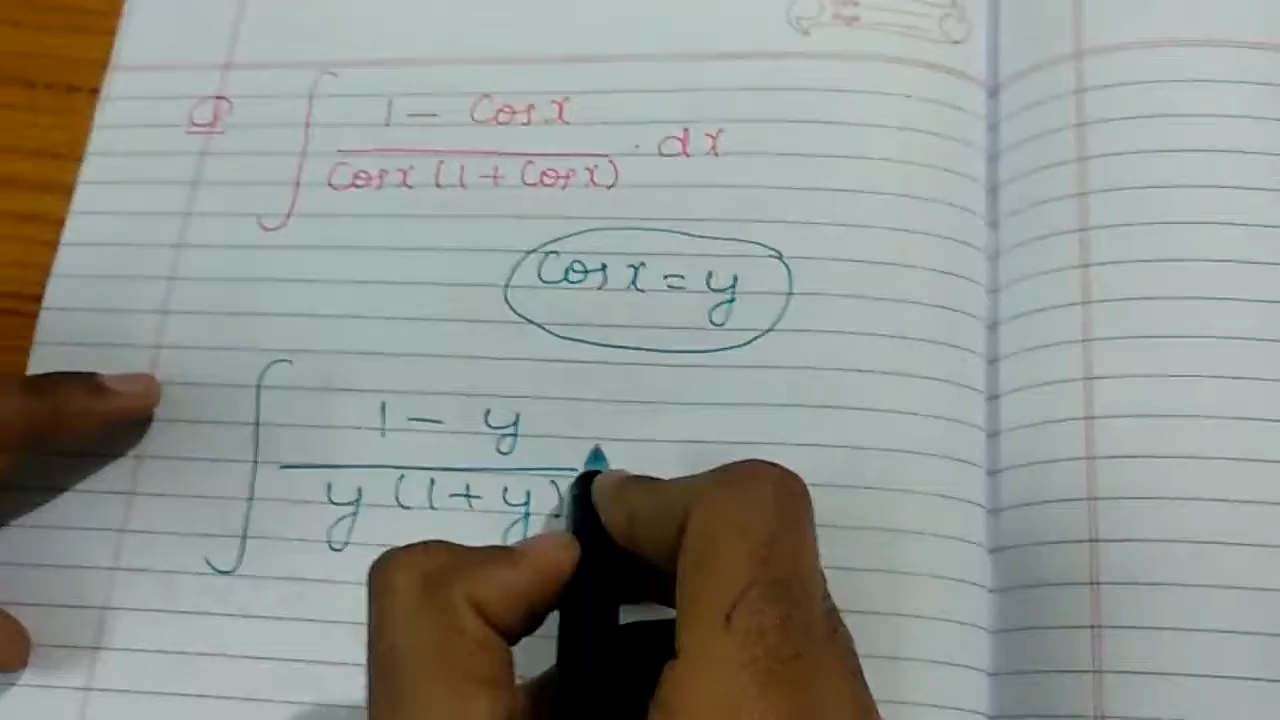 Q ∫ 1 - Cos x / Cos x (1 + Cos x) . dx
Cos x = y
∫ 1 - y / y (1 + y)